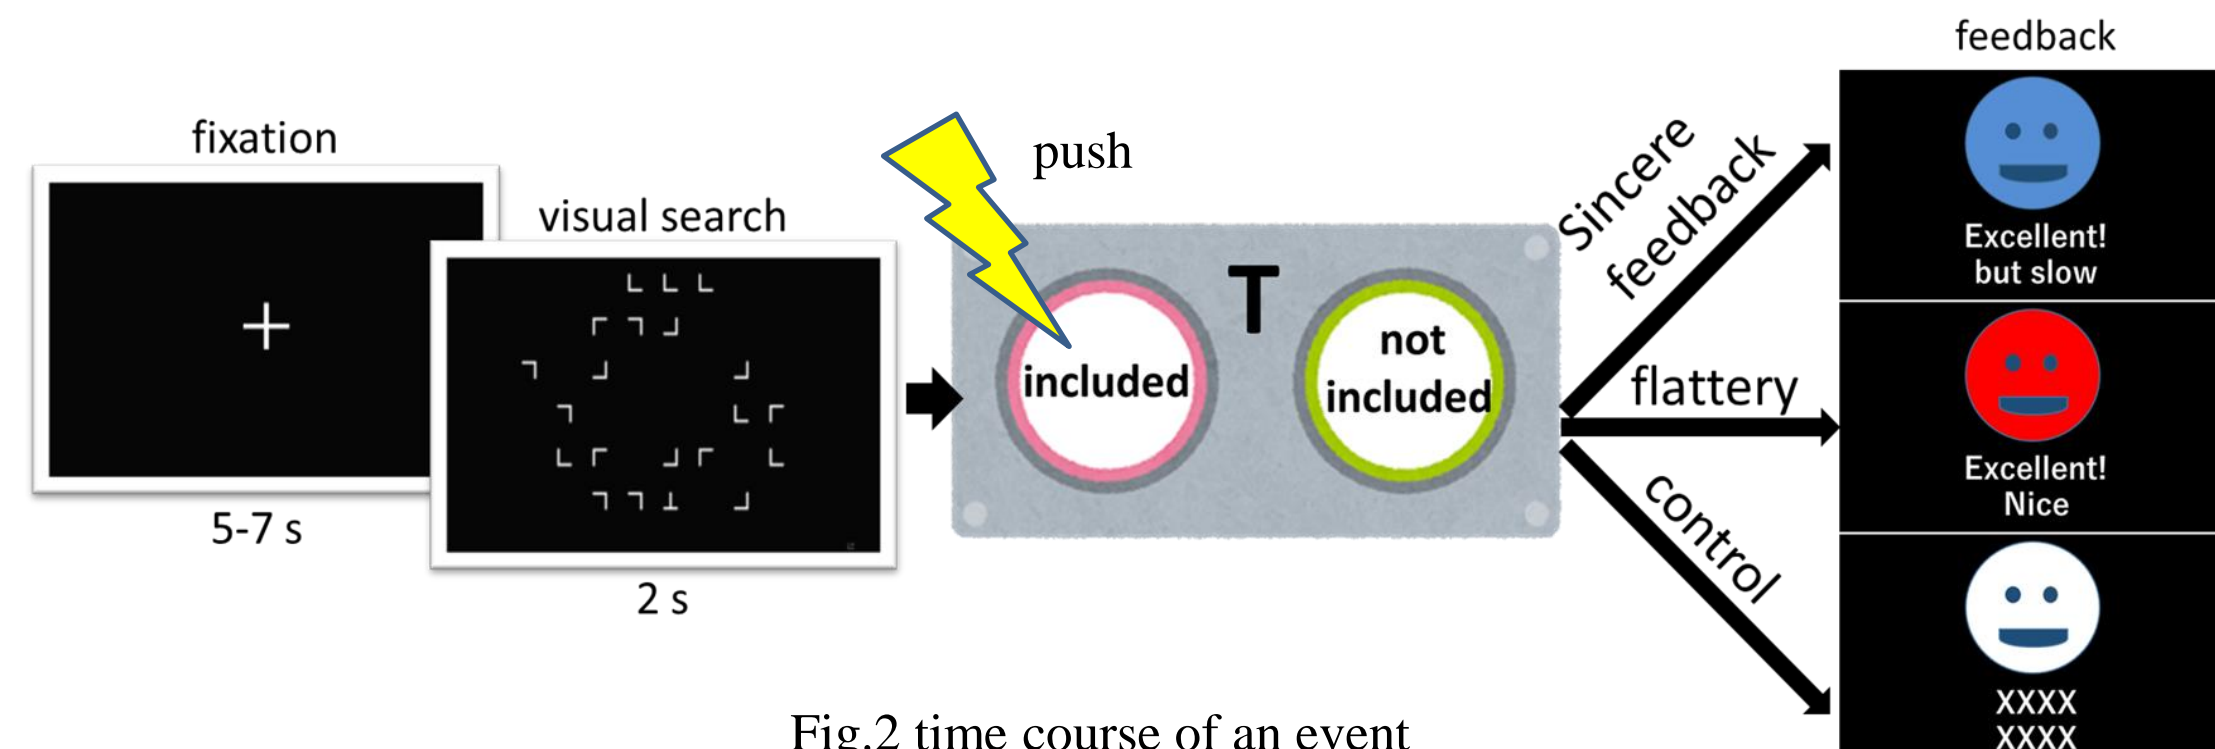 fixation
5-7 s
visual search
2 s
push
included
T
not
included
Sincere
feedback
flattery
control
feedback
Excellent!
but slow
Excellent!
Nice
XXXX
XXXX
Fig.2 time course of an event